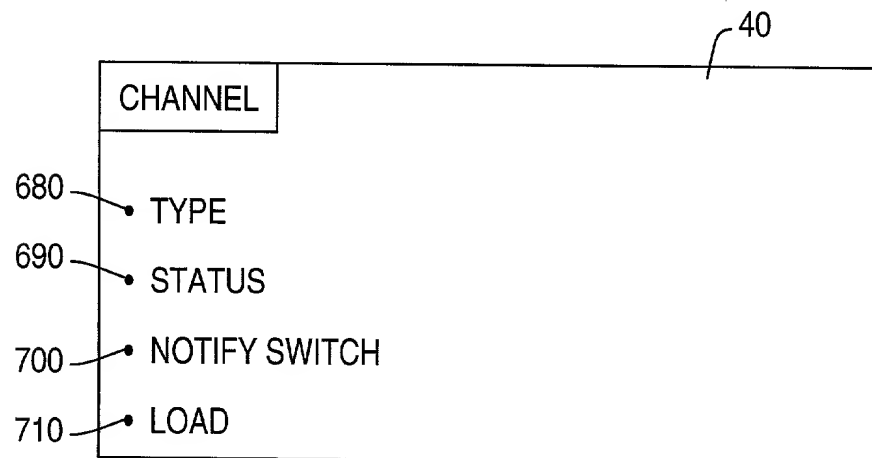 40
CHANNEL
680 • TYPE
690 • STATUS
700 • NOTIFY SWITCH
710 • LOAD